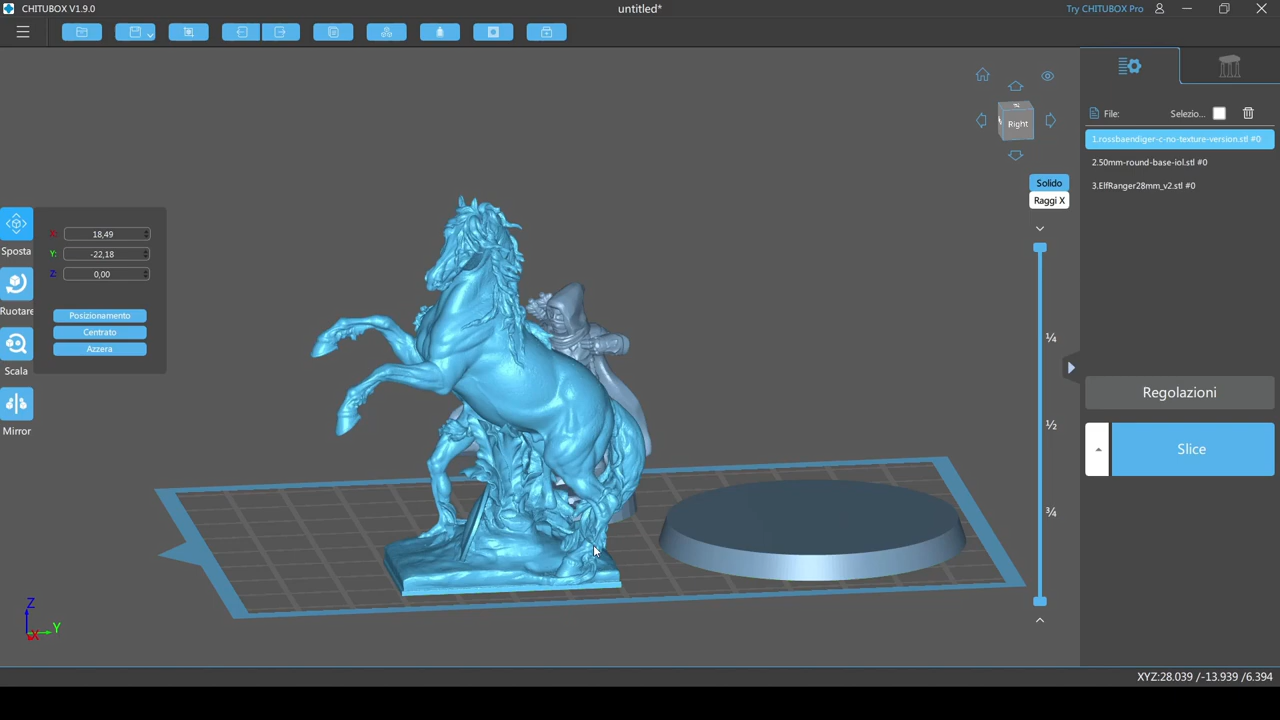 CHITUBOX V1.9.0
untitled*
Try CHITUBOX Pro
Right
File:
Selezio...
1.rossbaendiger-c-no-texture-version.stl #0
2.50mm-round-base-iol.stl #0
3.ElfRanger28mm_v2.stl #0
Solido
Raggi X
Sposta
X: 18,49
Y: -22,18
Z: 0,00
Ruotare
Posizionamento
Centrato
Azzera
Scala
Mirror
¼
½
¾
Regolazioni
Slice
Z
Y
X
XYZ:28.039 /-13.939 /6.394